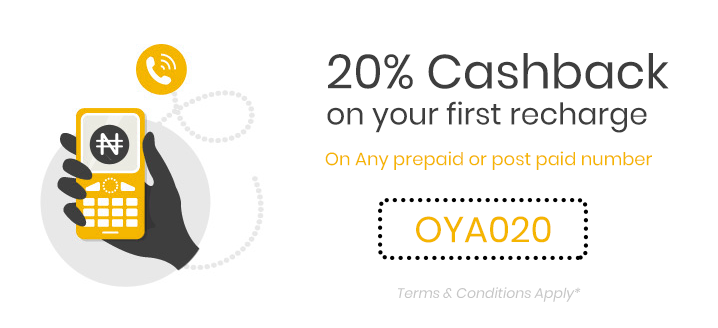 20% Cashback
on your first recharge
On Any prepaid or post paid number
OYA020
Terms & Conditions Apply*